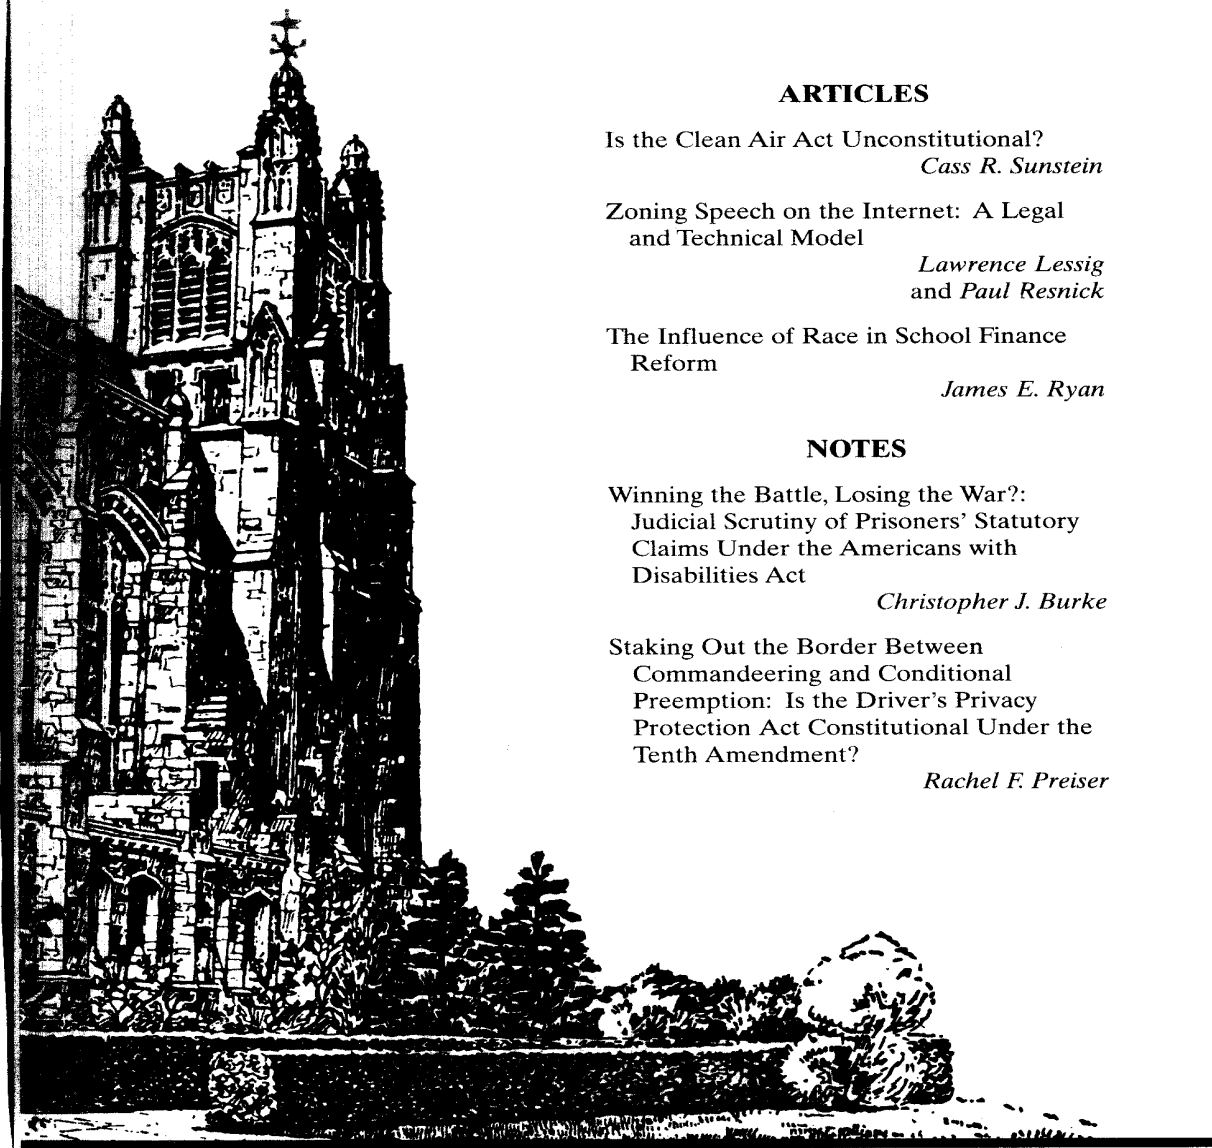 ARTICLES
Is the Clean Air Act Unconstitutional?
Cass R. Sunstein
Zoning Speech on the Internet: A Legal
and Technical Model
Lawrence Lessig
and Paul Resnick
The Influence of Race in School Finance
Reform
James E. Ryan
NOTES
Winning the Battle, Losing the War?:
Judicial Scrutiny of Prisoners' Statutory
Claims Under the Americans with
Disabilities Act
Christopher J. Burke
Staking Out the Border Between
Commandeering and Conditional
Preemption: Is the Driver's Privacy
Protection Act Constitutional Under the
Tenth Amendment?
Rachel F. Preiser